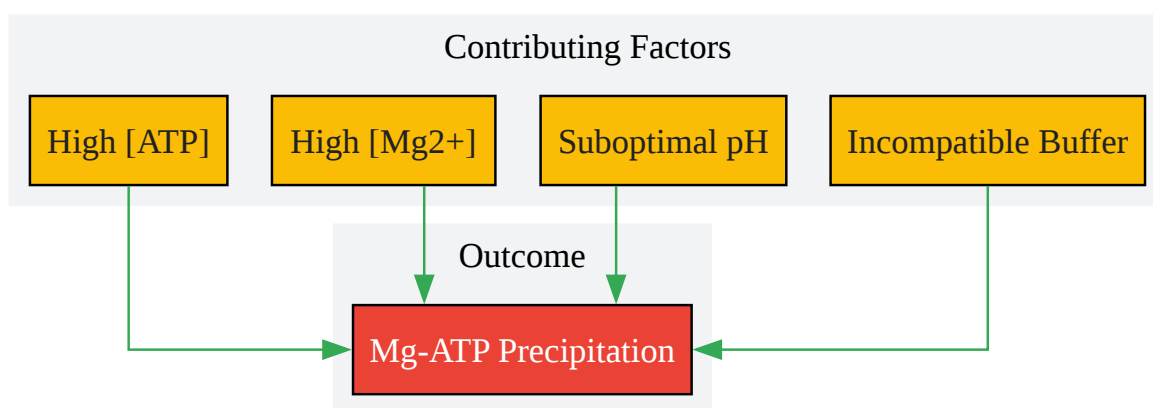 Contributing Factors
High [ATP]
High [Mg2+]
Suboptimal pH
Incompatible Buffer
Outcome
Mg-ATP Precipitation